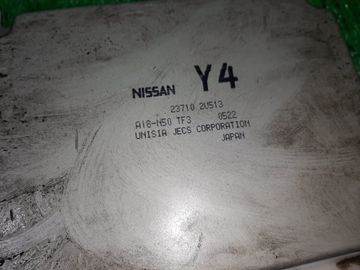 NISSAN Y4
23710 2U513
A18-N50 TF3 0522
UNISIA JECS CORPORATION
JAPAN